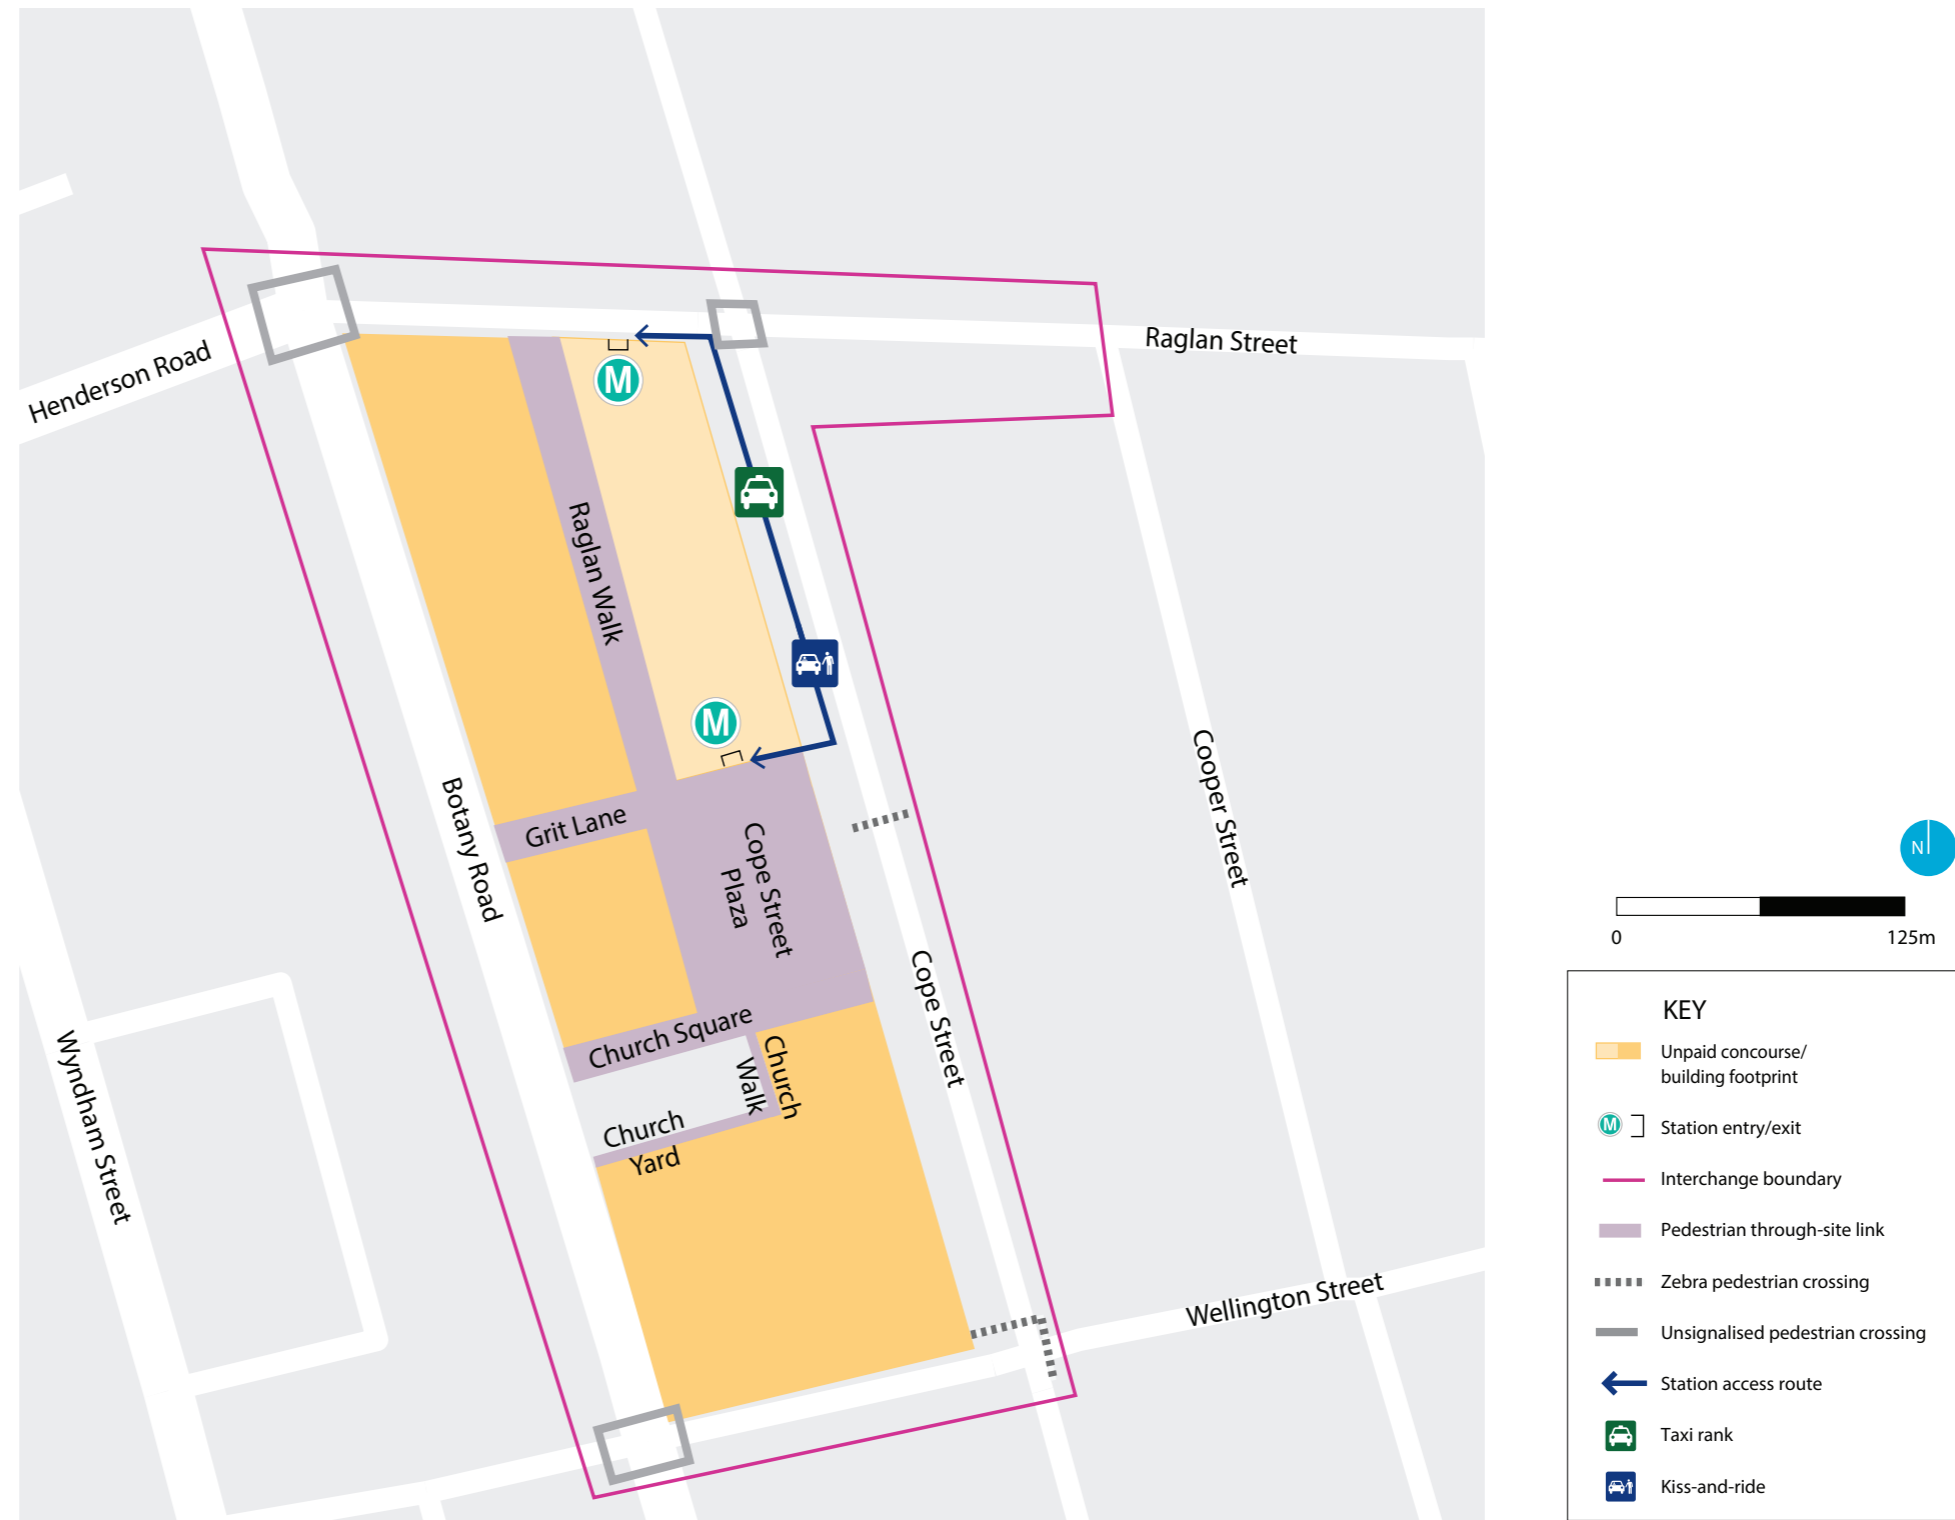 Henderson Road
Raglan Street
M
Raglan Walk
M
Grit Lane
Cope Street
Plaza
Botany Road
Cooper Street
Cope Street
Church Square
Church
Walk
Church
Yard
Wyndham Street
Wellington Street
N
0
125m
KEY
Unpaid concourse/
building footprint
M
Station entry/exit
Interchange boundary
Pedestrian through-site link
Zebra pedestrian crossing
Unsignalised pedestrian crossing
Station access route
Taxi rank
Kiss-and-ride